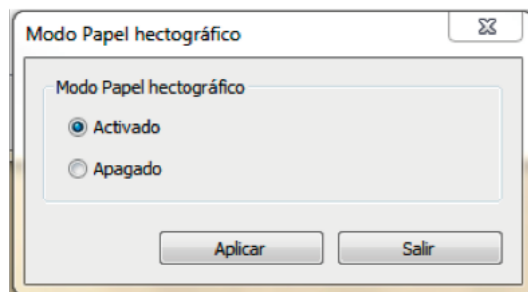 Modo Papel hectográfico
Modo Papel hectográfico
Activado
Apagado
Aplicar Salir